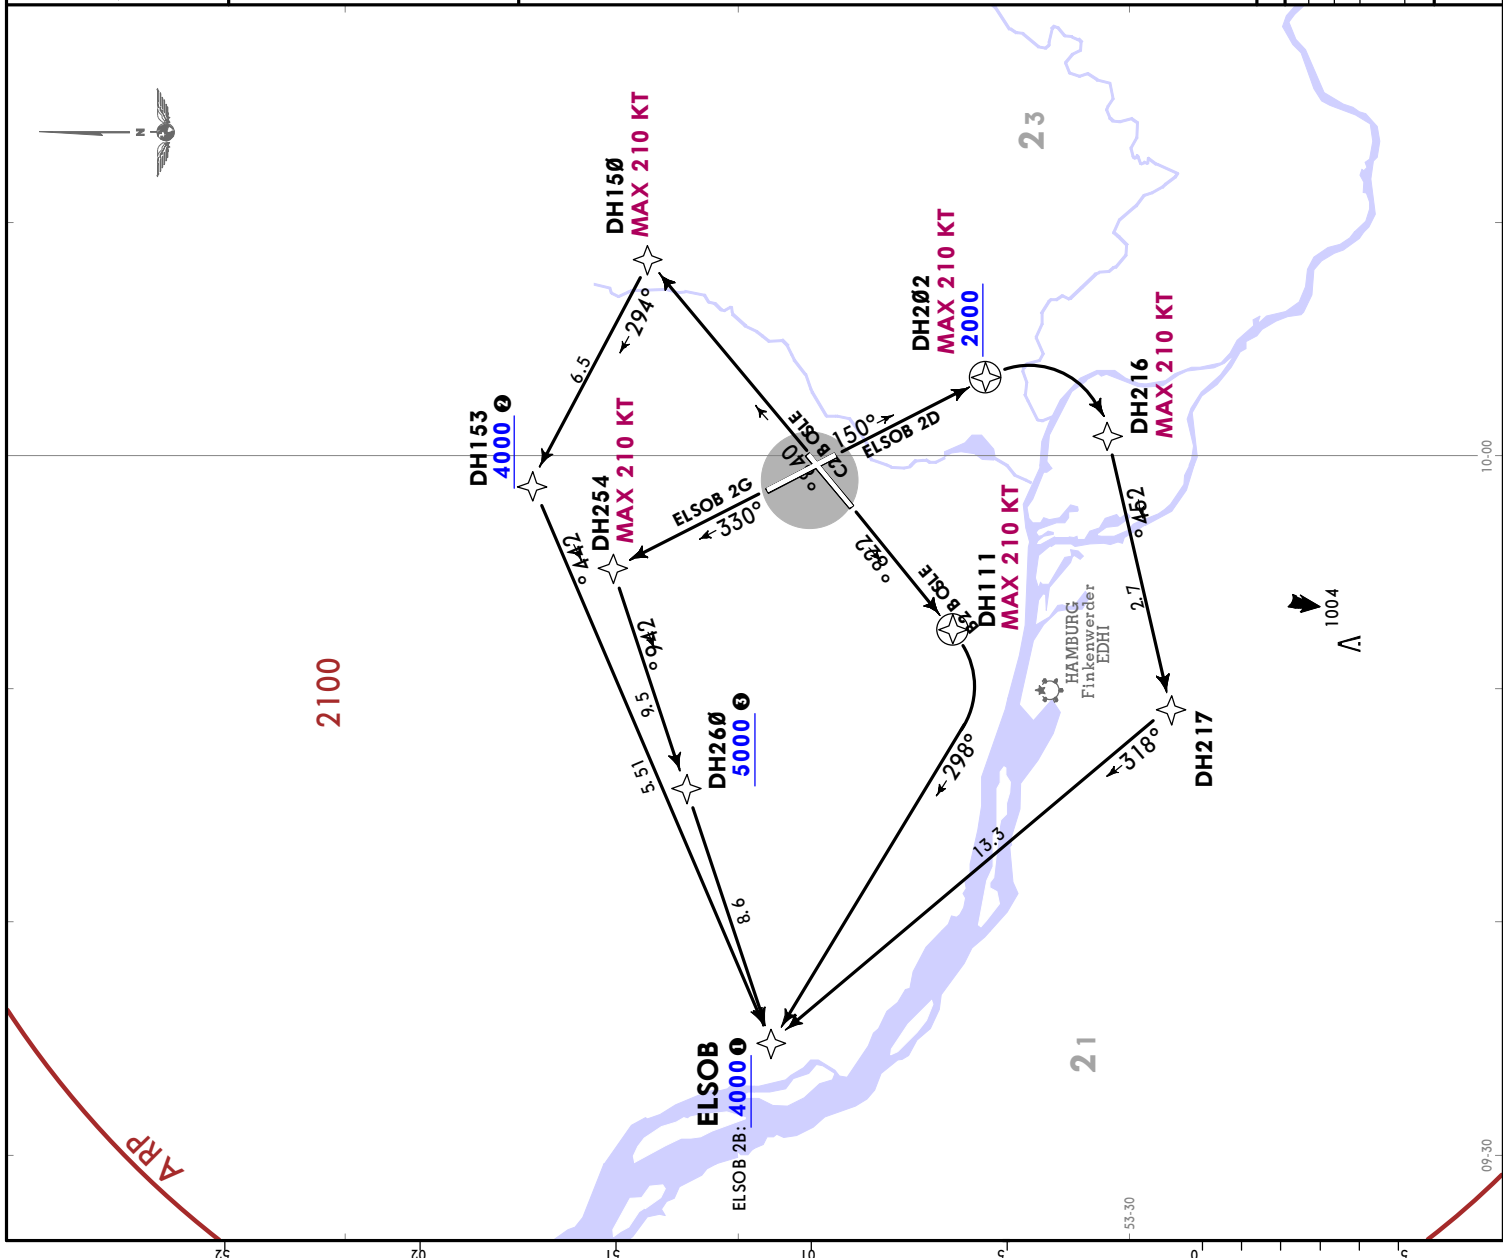 N
23
DH15Ø
MAX 210 KT
294°
6.5
DH153
4000 2
DH2Ø2
MAX 210 KT
2000
DH216
MAX 210 KT
150°
ELSOB 2D
ELSOB 2G
330°
DH254
MAX 210 KT
10-00
2.7
DH111
MAX 210 KT
HAMBURG
Finkenwerder
EDHI
1004
2100
9.5
DH26Ø
5000 3
298°
318°
DH217
13.3
8.6
ELSOB
4000 1
ELSOB 2B:
21
ARP
53-30
09-30